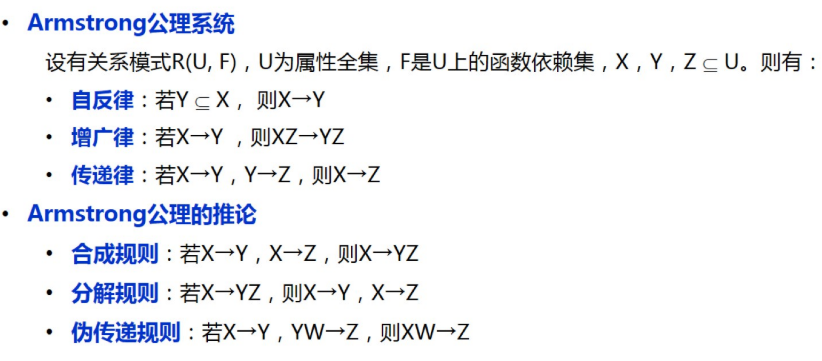 • Armstrong公理系统
设有关系模式R(U, F)，U为属性全集，F是U上的函数依赖集，X，Y，Z ⊆ U。则有：
• 自反律：若Y ⊆ X， 则X→Y
• 增广律：若X→Y ，则XZ→YZ
• 传递律：若X→Y，Y→Z，则X→Z
• Armstrong公理的推论
• 合成规则：若X→Y，X→Z，则X→YZ
• 分解规则：若X→YZ，则X→Y，X→Z
• 伪传递规则：若X→Y，YW→Z，则XW→Z